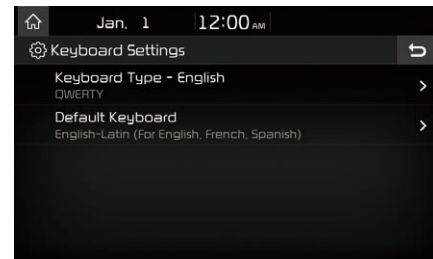 Jan. 1 12:00 AM
Keyboard Settings
Keyboard Type - English
QWERTY
Default Keyboard
English-Latin (For English, French, Spanish)